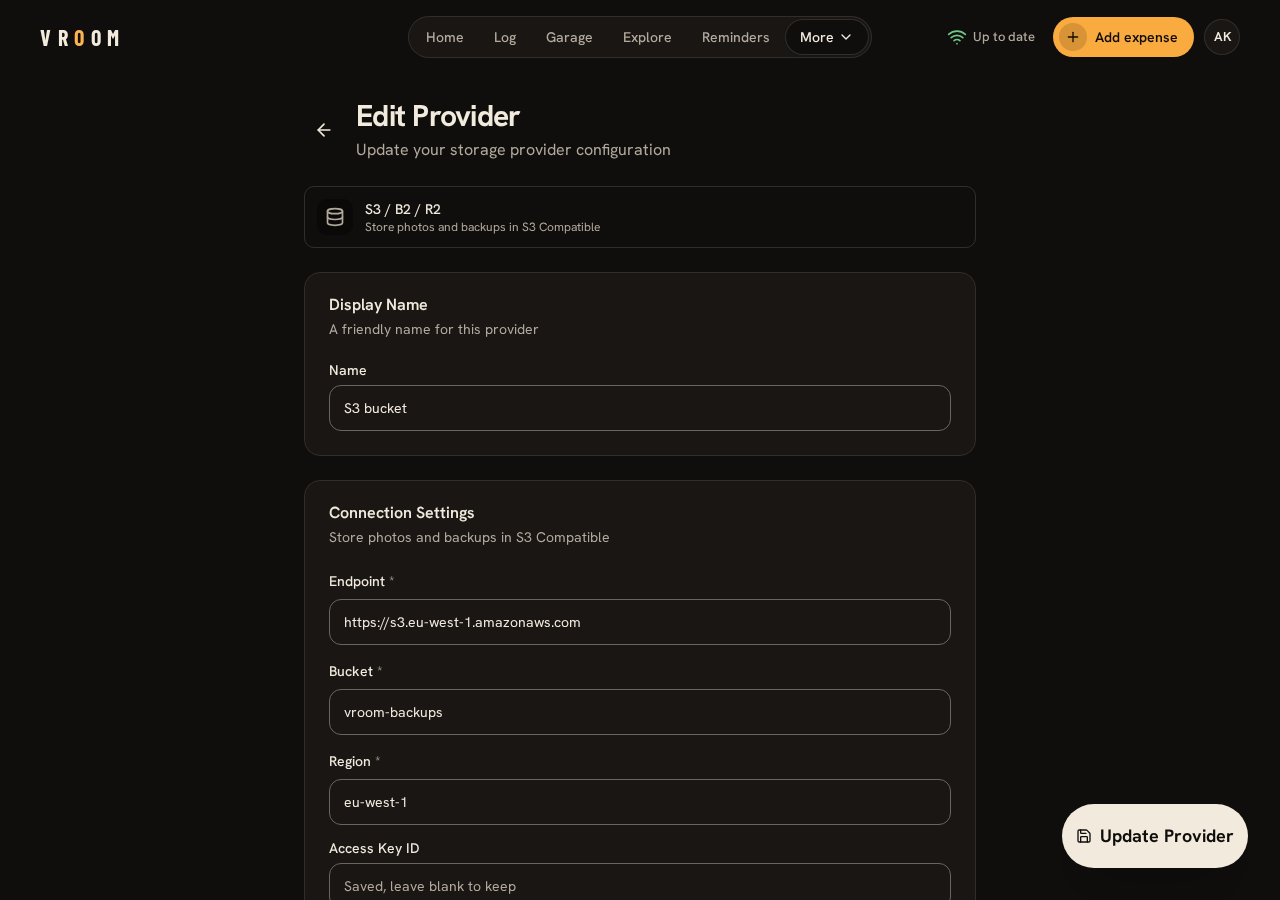 VROOM
Home
Log
Garage
Explore
Reminders
More
Up to date
Add expense
AK
Edit Provider
Update your storage provider configuration
S3 / B2 / R2
Store photos and backups in S3 Compatible
Display Name
A friendly name for this provider
Name
S3 bucket
Connection Settings
Store photos and backups in S3 Compatible
Endpoint *
https://s3.eu-west-1.amazonaws.com
Bucket *
vroom-backups
Region *
eu-west-1
Access Key ID
Saved, leave blank to keep
Update Provider